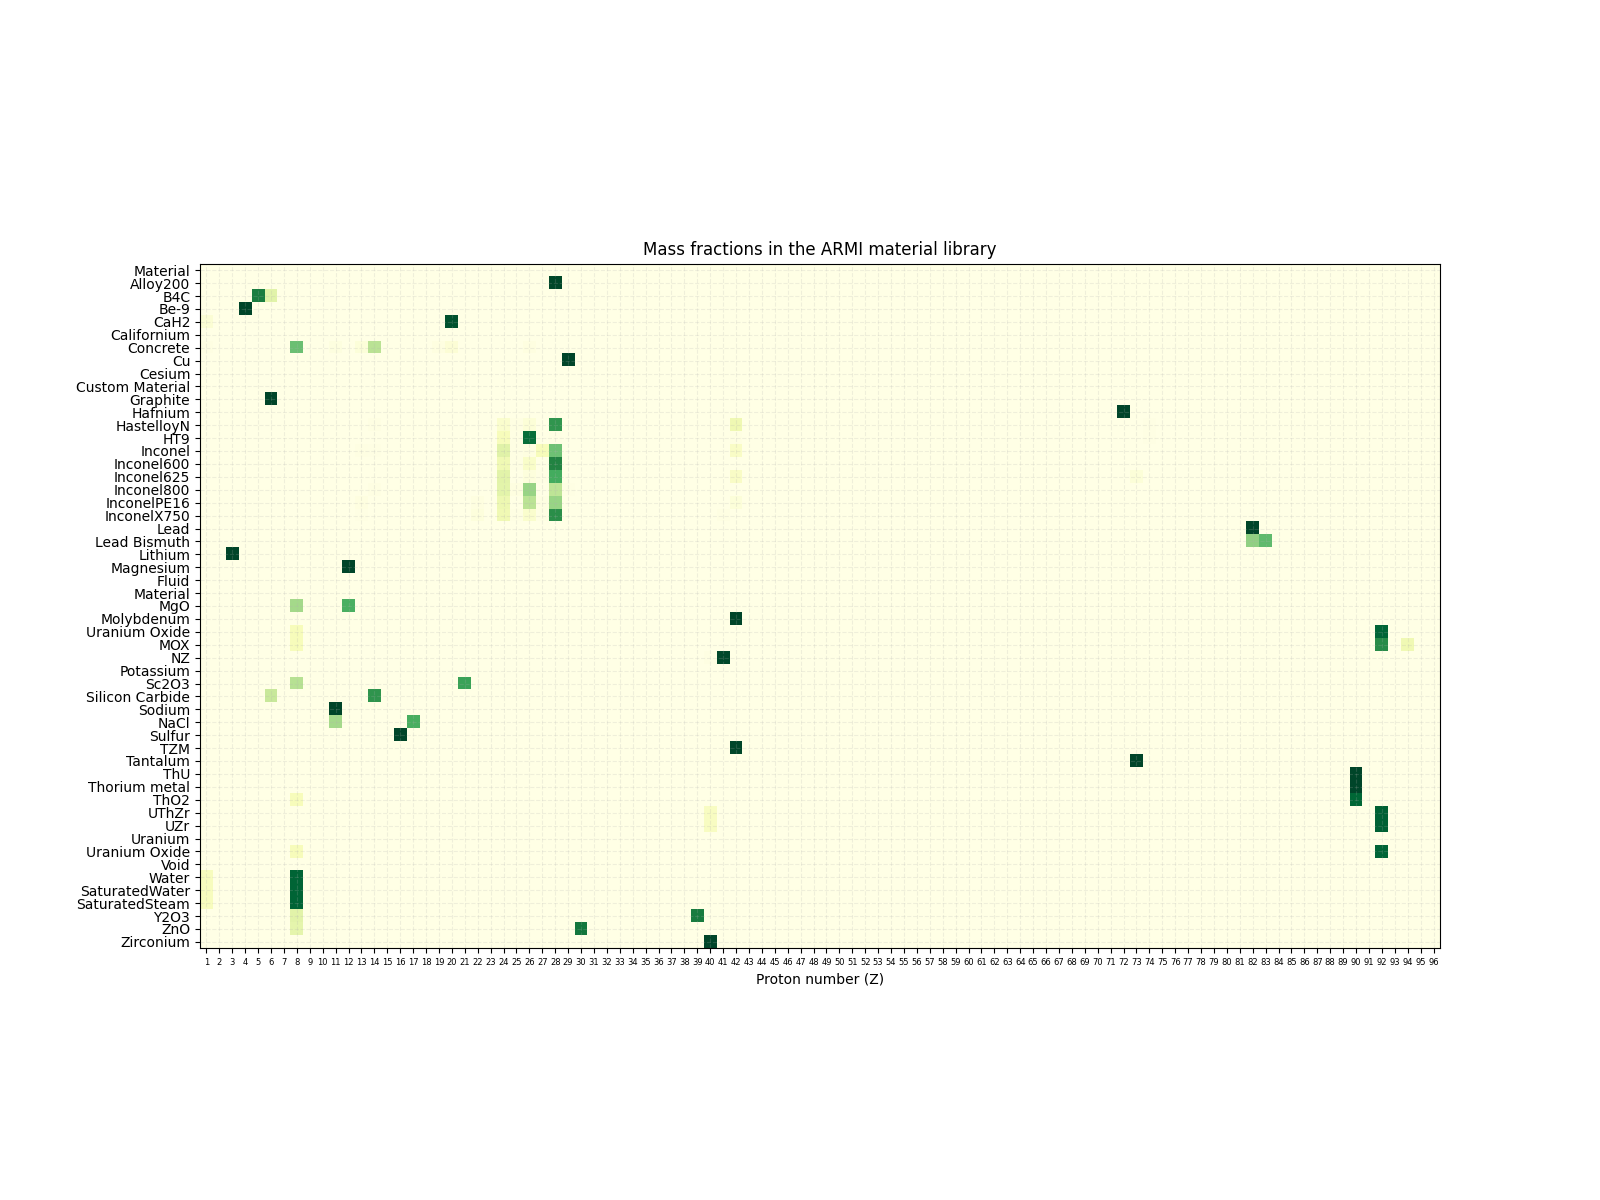 Mass fractions in the ARMI material library
Material
Alloy200
B4C
Be-9
CaH2
Californium
Concrete
Cu
Cesium
Custom Material
Graphite
Hafnium
HastelloyN
HT9
Inconel
Inconel600
Inconel625
Inconel800
InconelPE16
InconelX750
Lead
Lead Bismuth
Lithium
Magnesium
Fluid
Material
MgO
Molybdenum
Uranium Oxide
MOX
NZ
Potassium
Sc2O3
Silicon Carbide
Sodium
NaCl
Sulfur
TZM
Tantalum
ThU
Thorium metal
ThO2
UThZr
UZr
Uranium
Uranium Oxide
Void
Water
SaturatedWater
SaturatedSteam
Y2O3
ZnO
Zirconium
1 2 3 4 5 6 7 8 9 10 11 12 13 14 15 16 17 18 19 20 21 22 23 24 25 26 27 28 29 30 31 32 33 34 35 36 37 38 39 40 41 42 43 44 45 46 47 48 49 50 51 52 53 54 55 56 57 58 59 60 61 62 63 64 65 66 67 68 69 70 71 72 73 74 75 76 77 78 79 80 81 82 83 84 85 86 87 88 89 90 91 92 93 94 95 96
Proton number (Z)